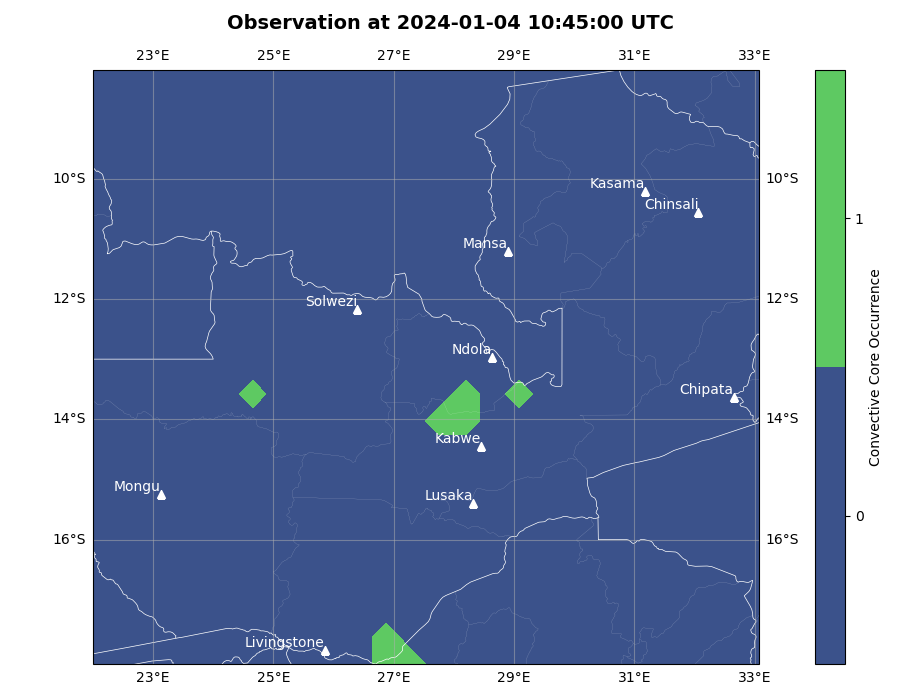 Observation at 2024-01-04 10:45:00 UTC
23°E 25°E 27°E 29°E 31°E 33°E
10°S 10°S
12°S 12°S
14°S 14°S
16°S 16°S
Kasama
Chinsali
Mansa
Solwezi
Ndola
Chipata
Kabwe
Mongu
Lusaka
Livingstone
23°E 25°E 27°E 29°E 31°E 33°E
1
0
Convective Core Occurrence